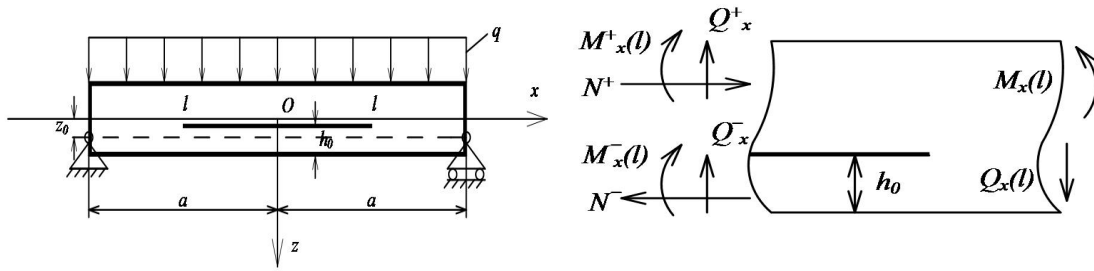 q
l O l x
z₀
h₀
a a
z
Q⁺ₓ
M⁺ₓ(l)
N⁺
Mₓ(l)
Q⁻ₓ
M⁻ₓ(l)
h₀ Qₓ(l)
N⁻